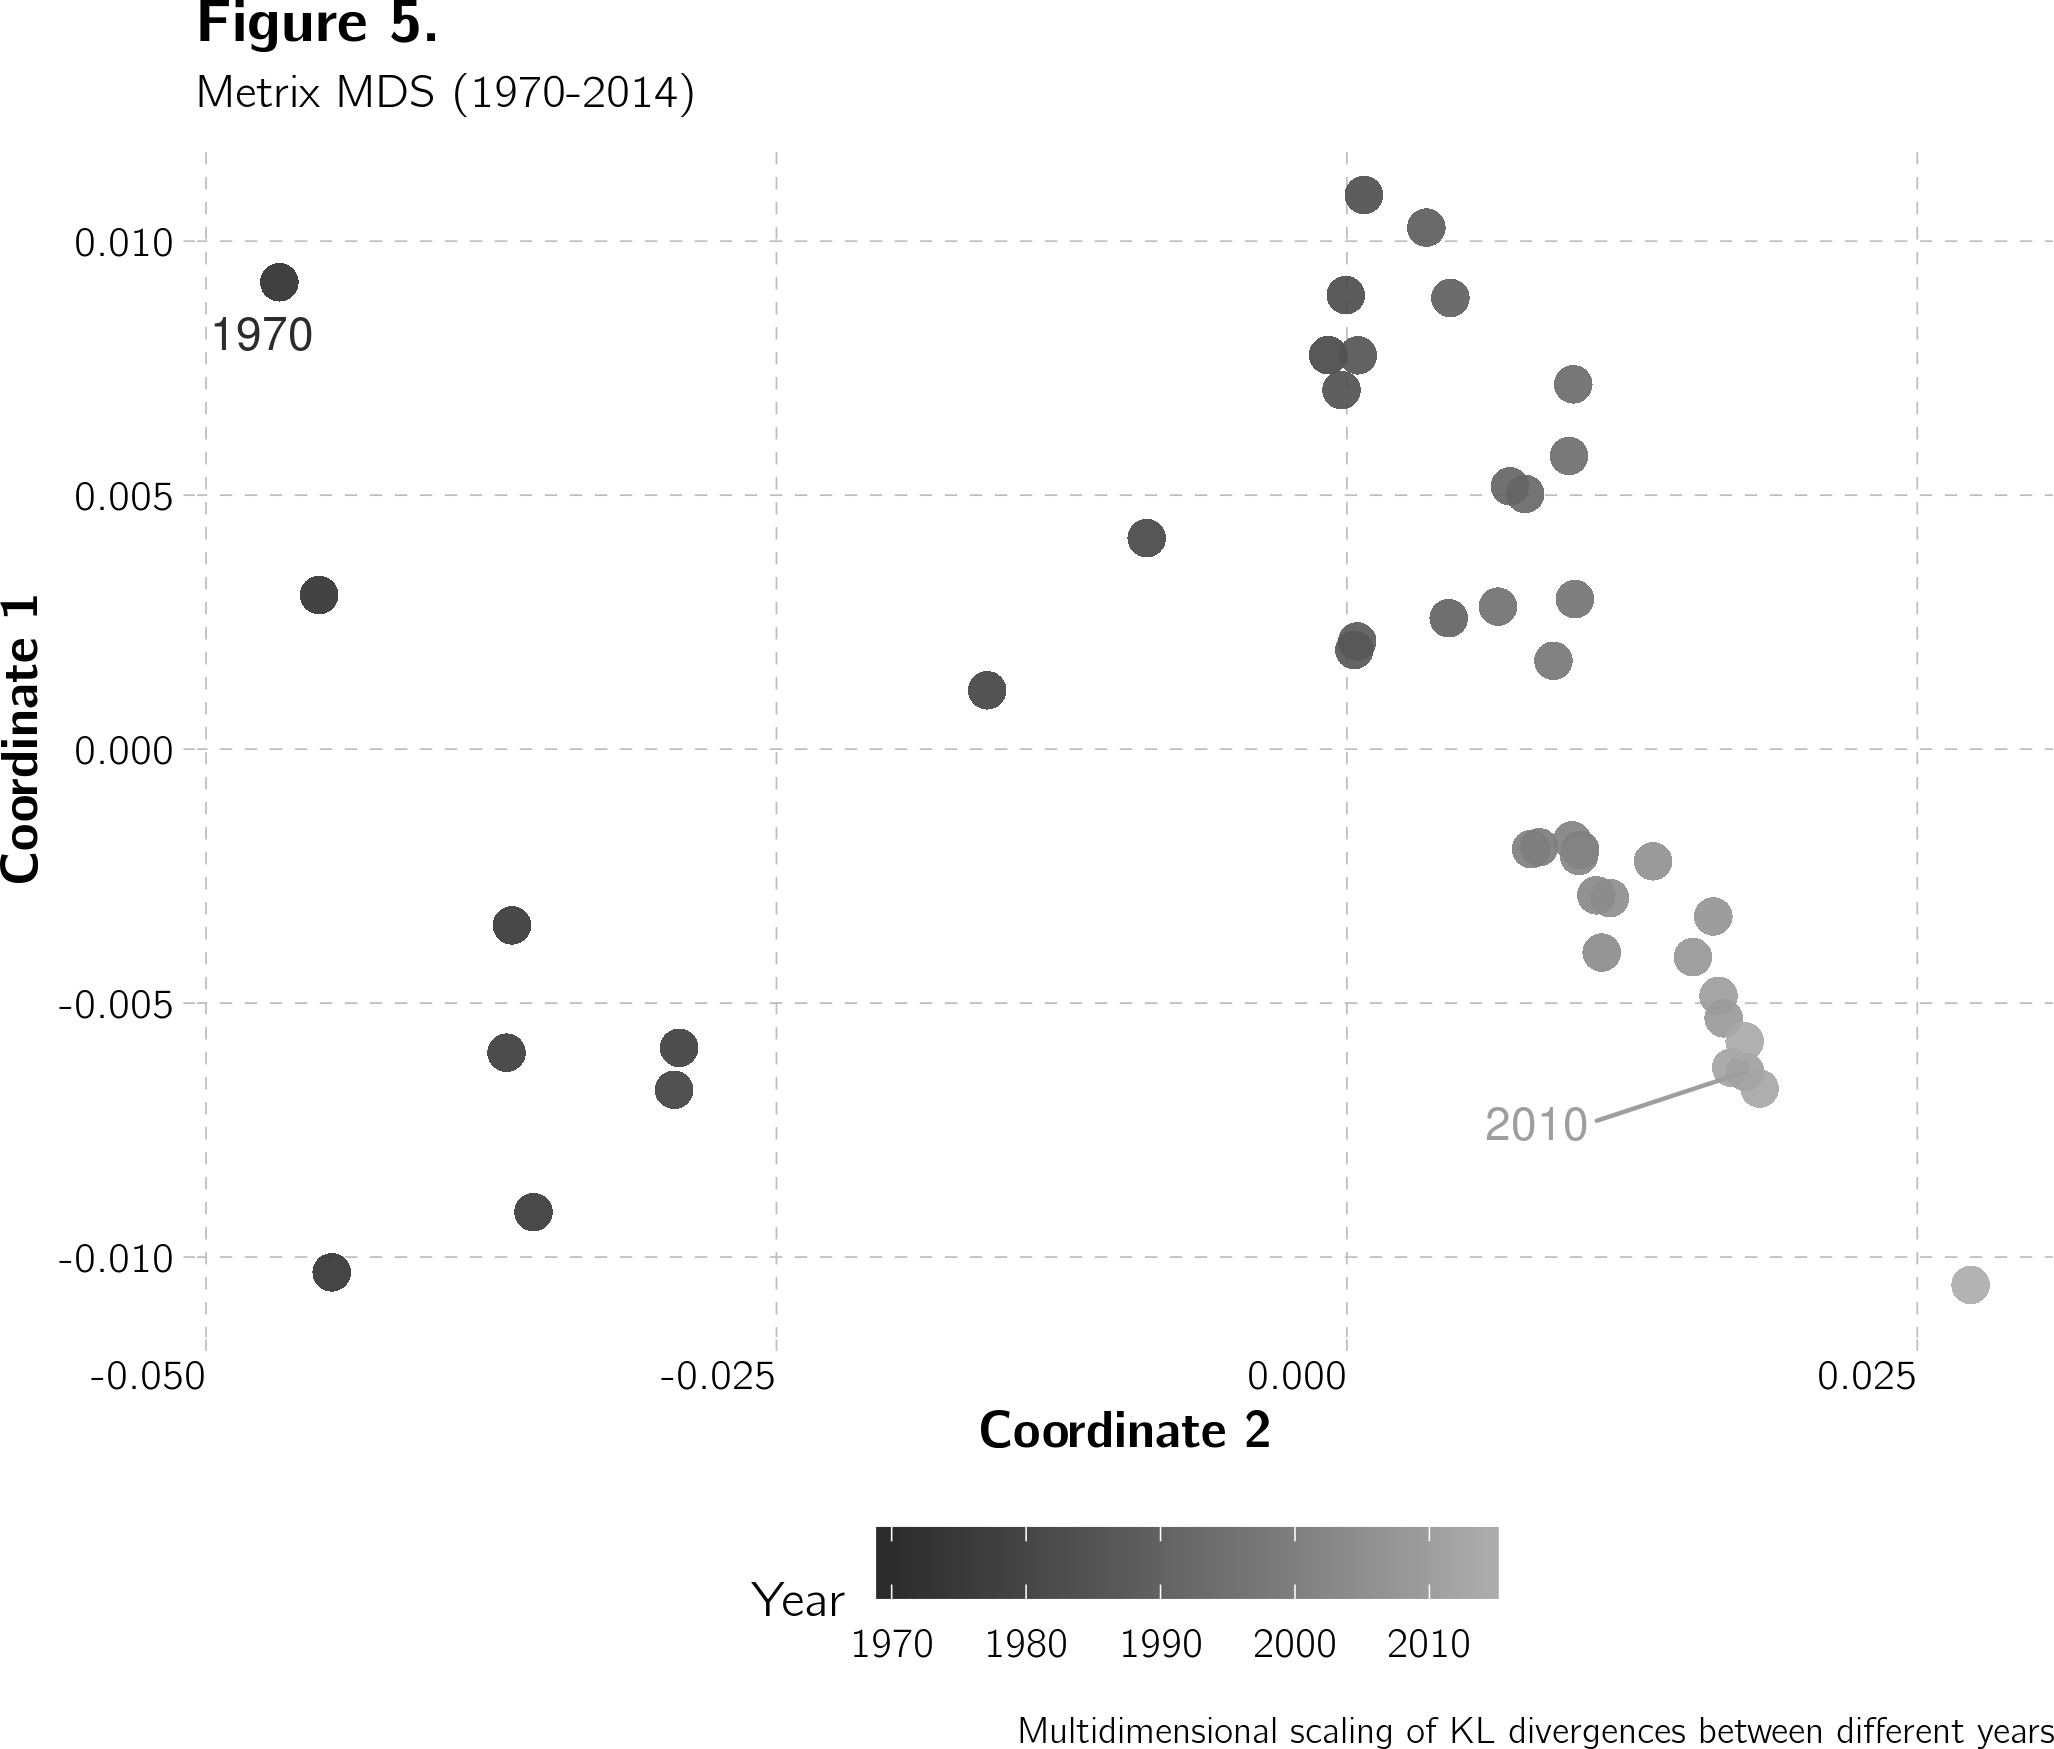 Figure 5.
Metrix MDS (1970-2014)
Coordinate 1
0.010
0.005
0.000
-0.005
-0.010
1970
2010
-0.050
-0.025
0.000
0.025
Coordinate 2
Year
1970
1980
1990
2000
2010
Multidimensional scaling of KL divergences between different years